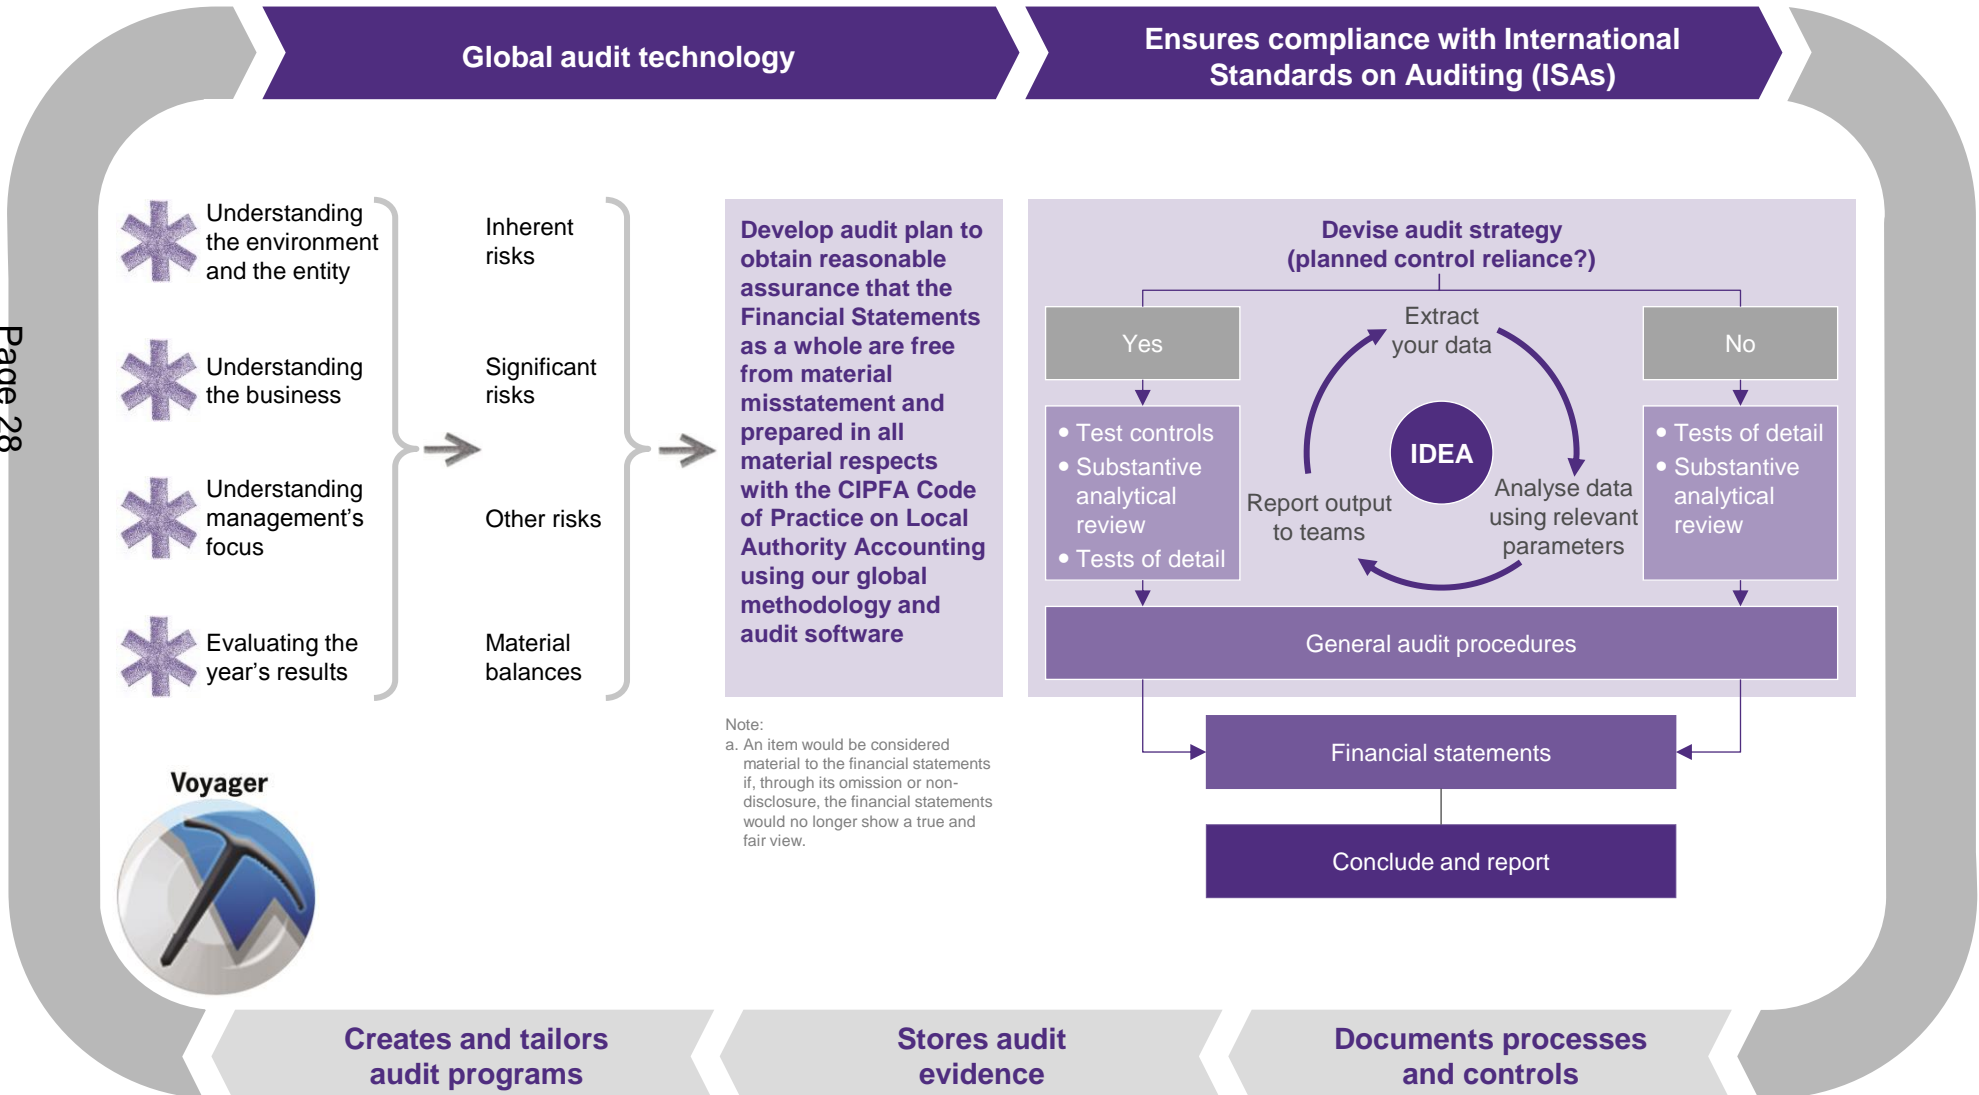 Global audit technology
Ensures compliance with International
Standards on Auditing (ISAs)
Page 28
Understanding
the environment
and the entity
Understanding
the business
Understanding
management's
focus
Evaluating the
year's results
Inherent
risks
Significant
risks
Other risks
Material
balances
Develop audit plan to
obtain reasonable
assurance that the
Financial Statements
as a whole are free
from material
misstatement and
prepared in all
material respects
with the CIPFA Code
of Practice on Local
Authority Accounting
using our global
methodology and
audit software
Note:
a. An item would be considered
material to the financial statements
if, through its omission or non-
disclosure, the financial statements
would no longer show a true and
fair view.
Devise audit strategy
(planned control reliance?)
Yes
• Test controls
• Substantive
analytical
review
• Tests of detail
Extract
your data
IDEA
Analyse data
using relevant
parameters
Report output
to teams
No
• Tests of detail
• Substantive
analytical
review
General audit procedures
Financial statements
Conclude and report
Voyager
Creates and tailors
audit programs
Stores audit
evidence
Documents processes
and controls